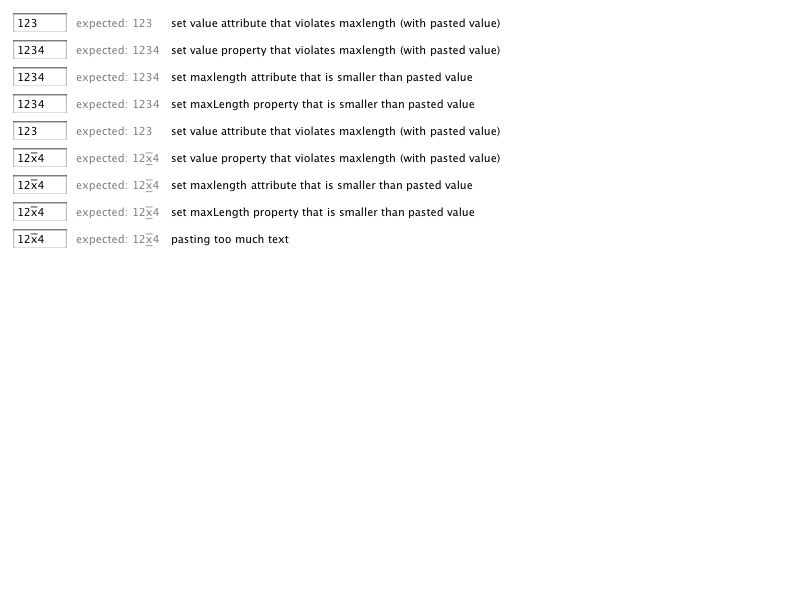 123 expected: 123 set value attribute that violates maxlength (with pasted value)
1234 expected: 1234 set value property that violates maxlength (with pasted value)
1234 expected: 1234 set maxlength attribute that is smaller than pasted value
1234 expected: 1234 set maxLength property that is smaller than pasted value
123 expected: 123 set value attribute that violates maxlength (with pasted value)
12x̲̅4 expected: 12x̲̅4 set value property that violates maxlength (with pasted value)
12x̲̅4 expected: 12x̲̅4 set maxlength attribute that is smaller than pasted value
12x̲̅4 expected: 12x̲̅4 set maxLength property that is smaller than pasted value
12x̲̅4 expected: 12x̲̅4 pasting too much text